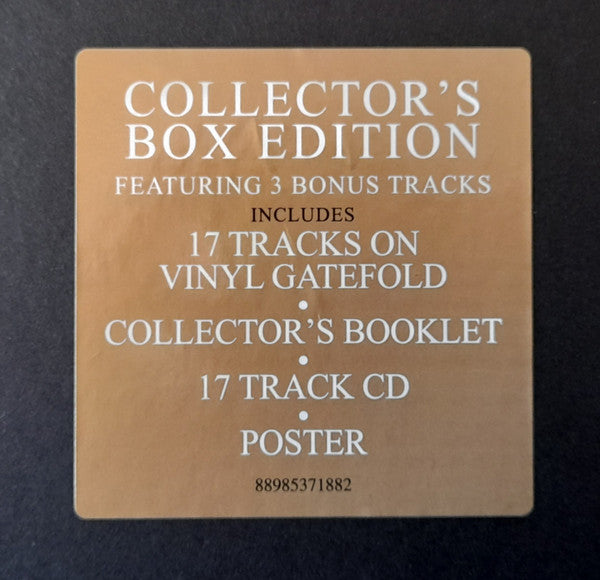 COLLECTOR'S
BOX EDITION
FEATURING 3 BONUS TRACKS
INCLUDES
17 TRACKS ON
VINYL GATEFOLD
•
COLLECTOR'S BOOKLET
•
17 TRACK CD
•
POSTER
88985371882